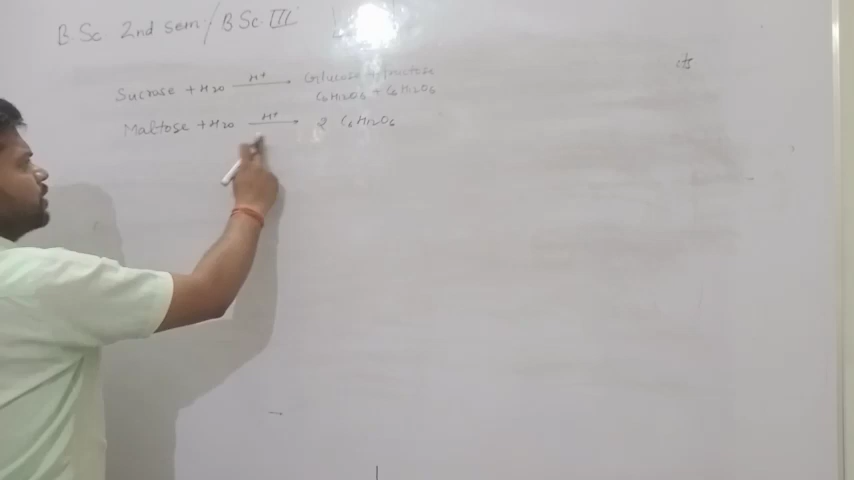 B.Sc 2nd sem / B Sc. III
Sucrose + H2O H+ → Glucose + fructose
C6H12O6 + C6H12O6
Maltose + H2O H+ → 2 C6H12O6